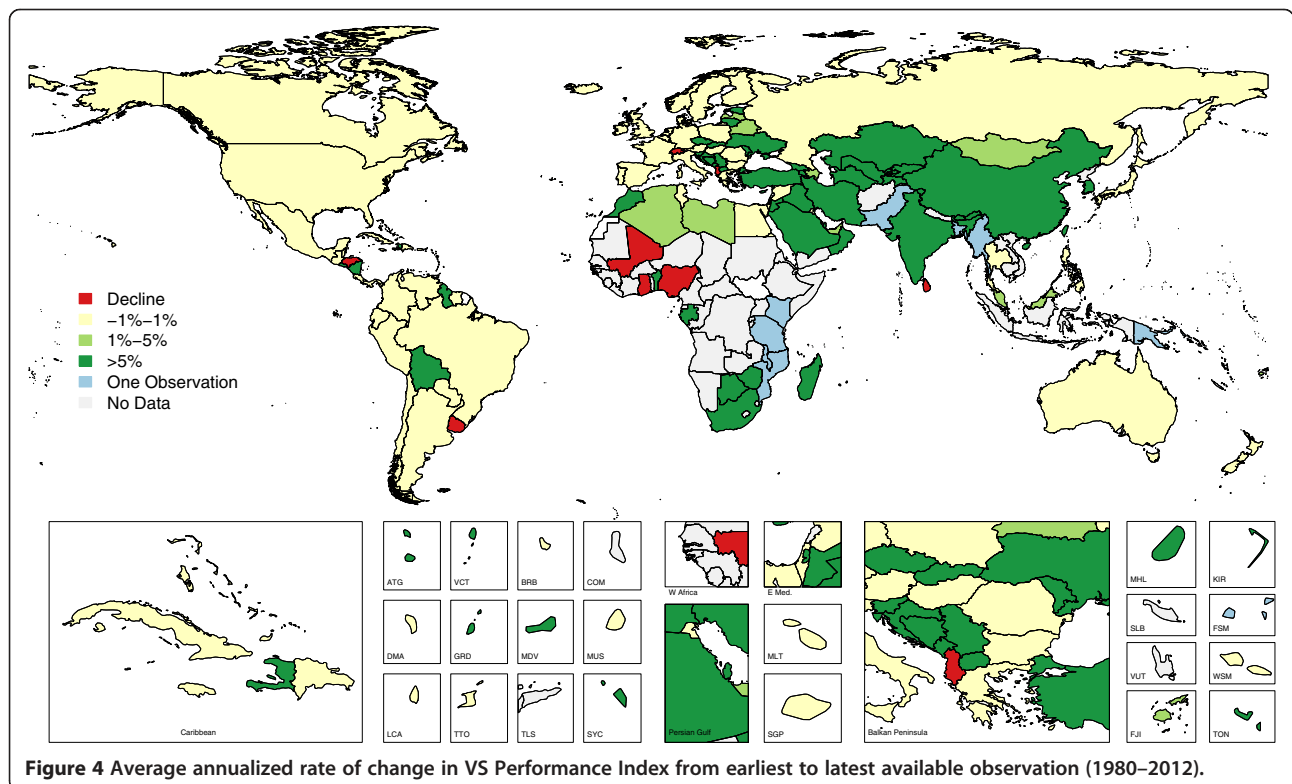 Decline
−1%−1%
1%−5%
>5%
One Observation
No Data
Caribbean
ATG
VCT
BRB
COM
DMA
GRD
MDV
MUS
LCA
TTO
TLS
SYC
W Africa
E Med.
Persian Gulf
MLT
SGP
Balkan Peninsula
MHL
KIR
SLB
FSM
VUT
WSM
FJI
TON
Figure 4 Average annualized rate of change in VS Performance Index from earliest to latest available observation (1980–2012).